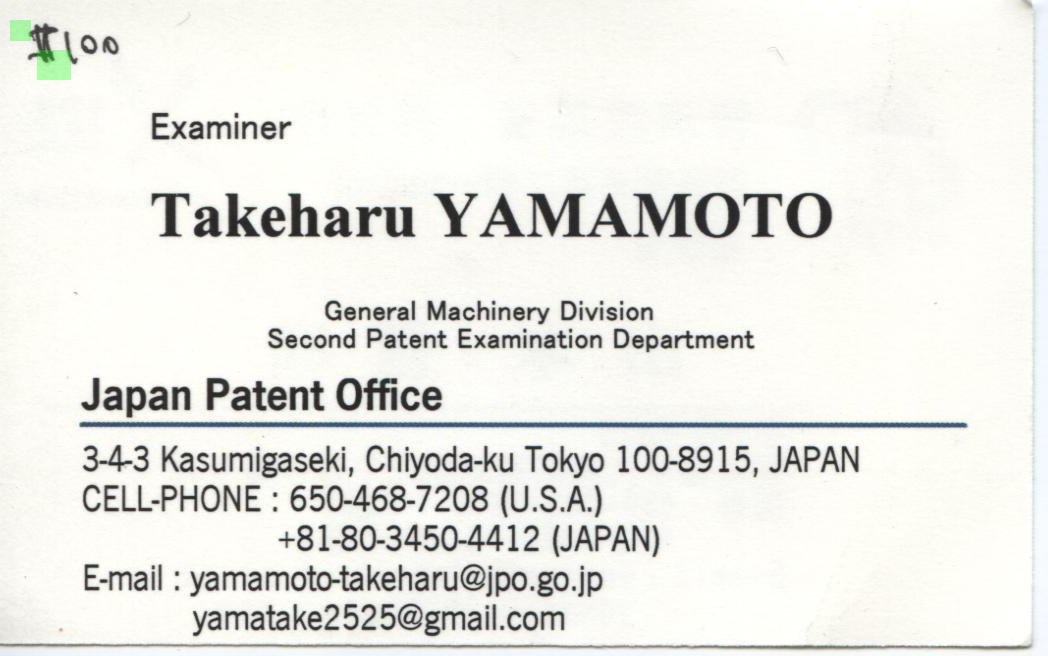 #100
Examiner
Takeharu YAMAMOTO
General Machinery Division
Second Patent Examination Department
Japan Patent Office
3-4-3 Kasumigaseki, Chiyoda-ku Tokyo 100-8915, JAPAN
CELL-PHONE : 650-468-7208 (U.S.A.)
+81-80-3450-4412 (JAPAN)
E-mail : yamamoto-takeharu@jpo.go.jp
yamatake2525@gmail.com